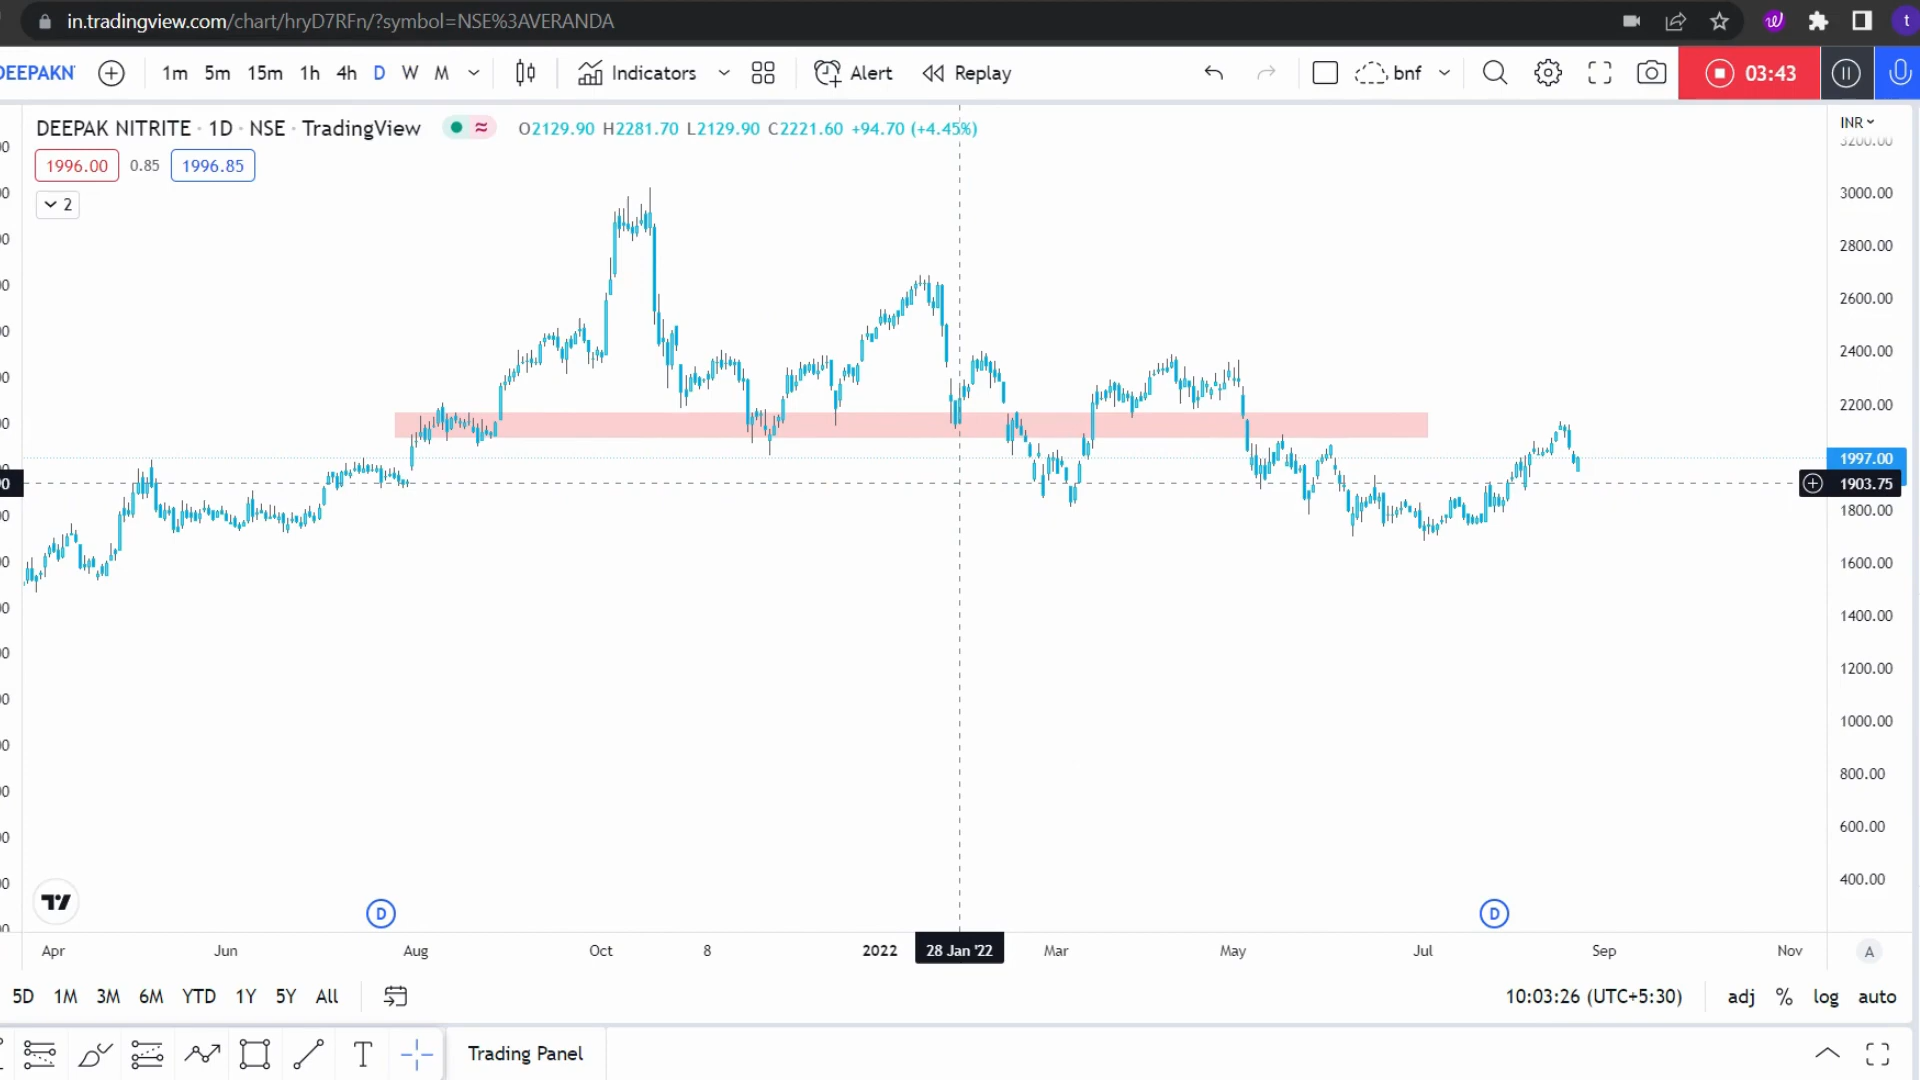 in.tradingview.com/chart/hryD7RFn/?symbol=NSE%3AVERANDA
DEEPAKN 1m 5m 15m 1h 4h D W M Indicators Alert Replay bnf 03:43
DEEPAK NITRITE · 1D · NSE · TradingView O2129.90 H2281.70 L2129.90 C2221.60 +94.70 (+4.45%)
INR
1996.00 0.85 1996.85
2
3200.00
3000.00
2800.00
2600.00
2400.00
2200.00
1997.00
1903.75
1800.00
1600.00
1400.00
1200.00
1000.00
800.00
600.00
400.00
D D
Apr Jun Aug Oct 8 2022 28 Jan '22 Mar May Jul Sep Nov A
5D 1M 3M 6M YTD 1Y 5Y All 10:03:26 (UTC+5:30) adj % log auto
T Trading Panel